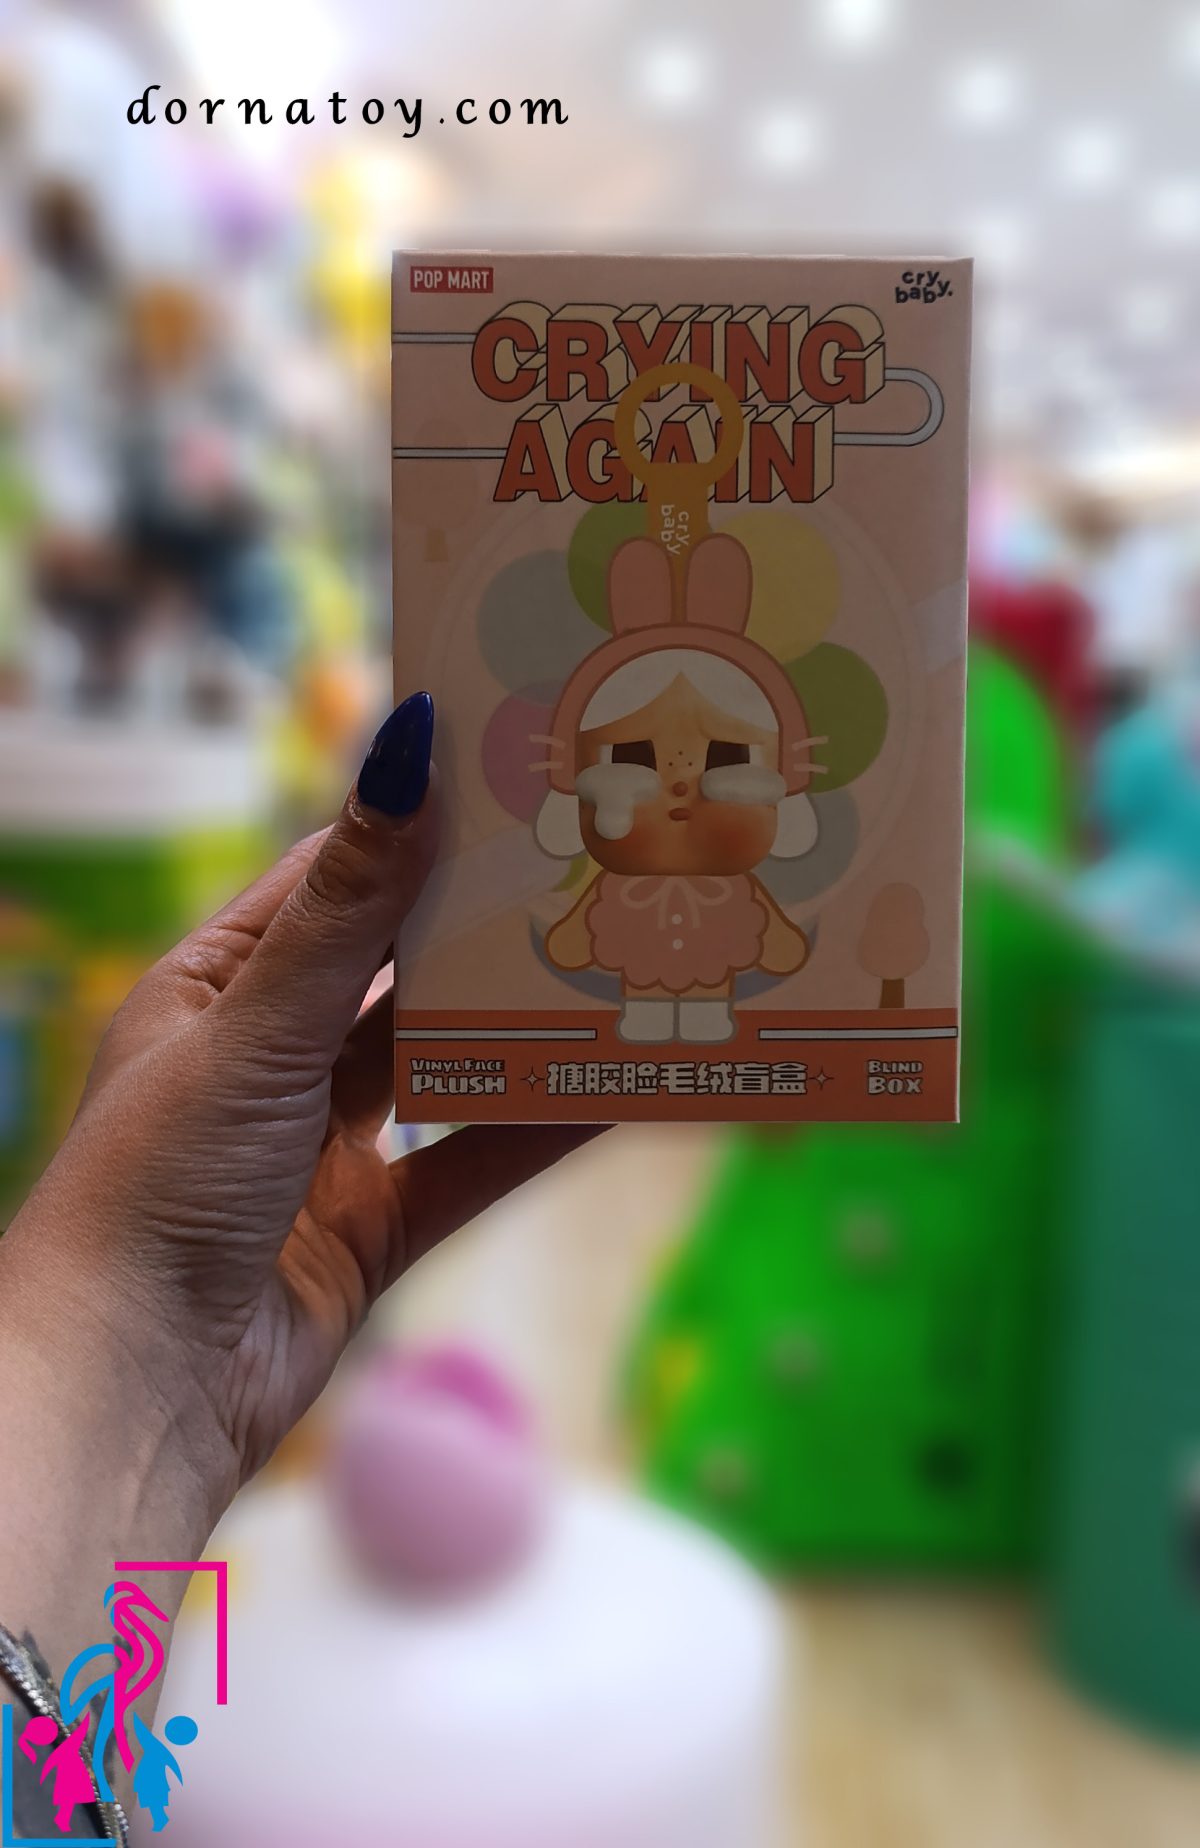 dornatoy.com
POP MART
cry
baby.
CRYING
AGAIN
cry
baby
VINYL FACE
PLUSH
搪胶脸毛绒盲盒
BLIND
BOX